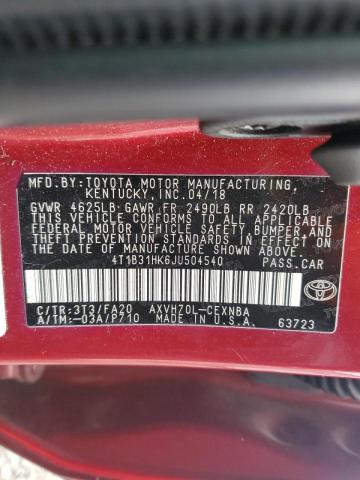 MFD.BY:TOYOTA MOTOR MANUFACTURING,
KENTUCKY, INC.04/18
GVWR 4625LB GAWR FR 2490LB RR 2420LB
THIS VEHICLE CONFORMS TO ALL APPLICABLE
FEDERAL MOTOR VEHICLE SAFETY, BUMPER, AND
THEFT PREVENTION STANDARDS IN EFFECT ON
THE DATE OF MANUFACTURE SHOWN ABOVE.
4T1B31HK6JU504540 PASS.CAR
C/TR:3T3/FA20 AXVH70L-CEXNBA
A/TM:-03A/P710 MADE IN U.S.A. 63723
TOYOTA